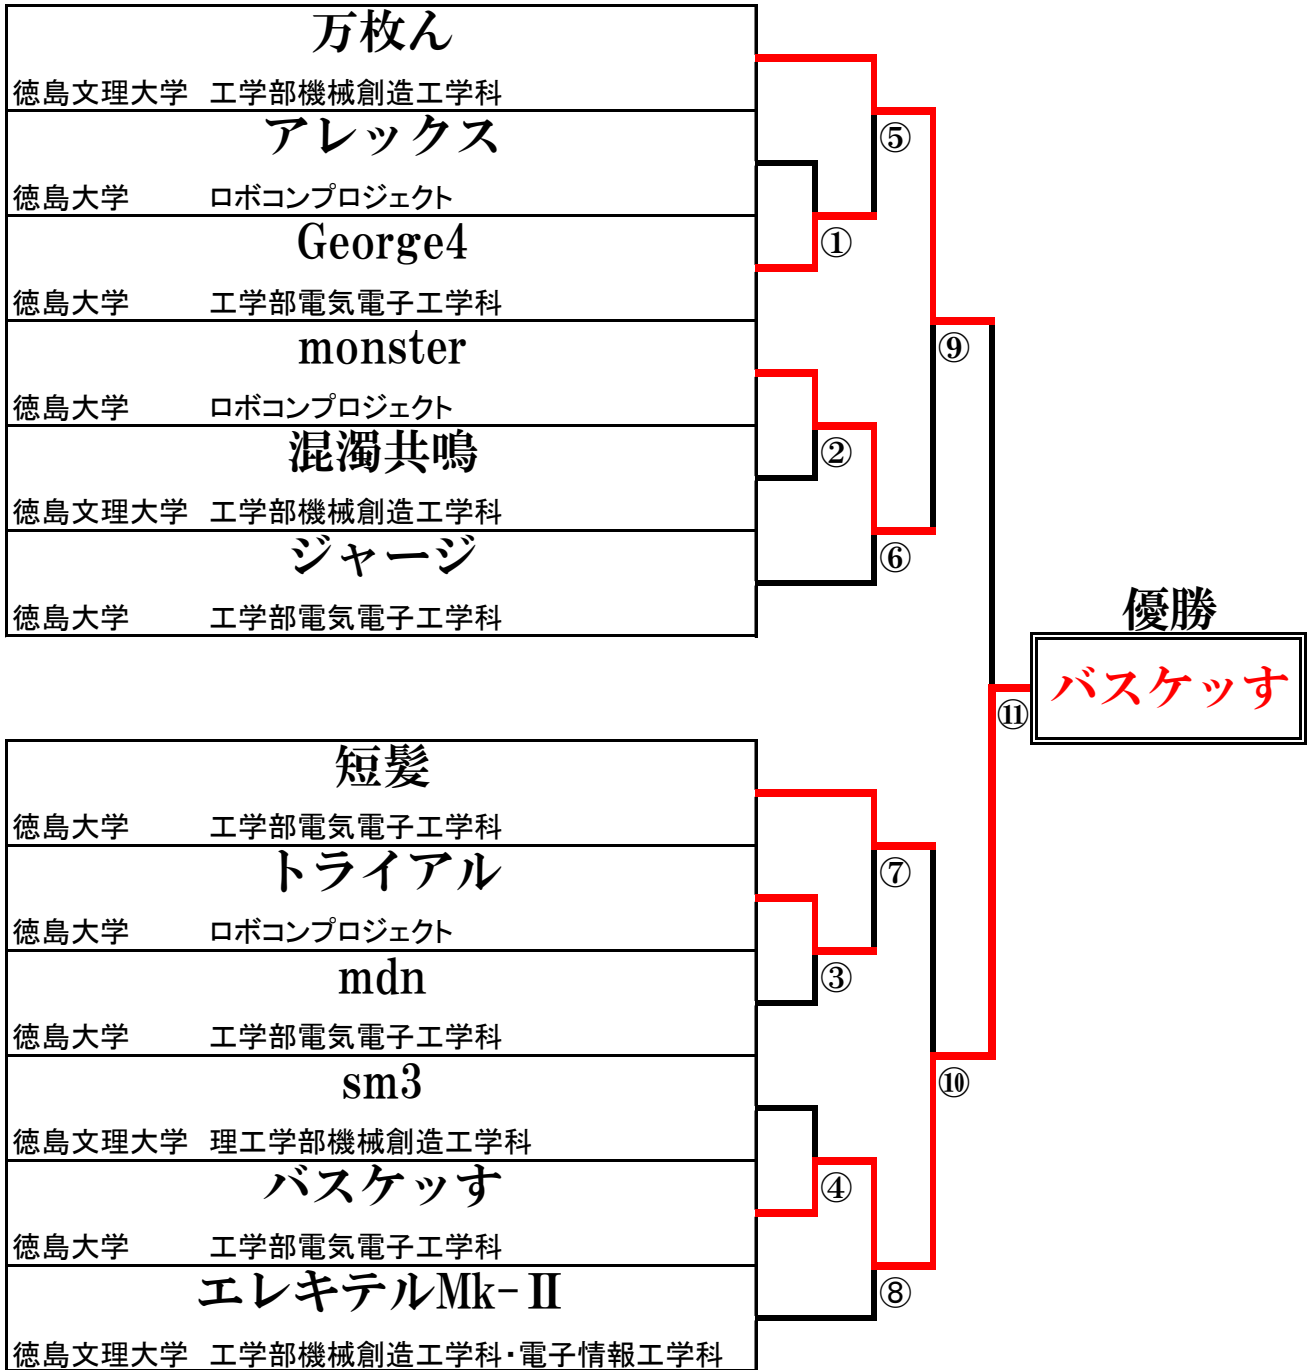 万枚ん
徳島文理大学 工学部機械創造工学科
アレックス
徳島大学 ロボコンプロジェクト
George4
徳島大学 工学部電気電子工学科
monster
徳島大学 ロボコンプロジェクト
混濁共鳴
徳島文理大学 工学部機械創造工学科
ジャージ
徳島大学 工学部電気電子工学科
⑤
①
⑨
②
⑥
優勝
バスケッす
⑪
短髪
徳島大学 工学部電気電子工学科
トライアル
徳島大学 ロボコンプロジェクト
mdn
徳島大学 工学部電気電子工学科
sm3
徳島文理大学 理工学部機械創造工学科
バスケッす
徳島大学 工学部電気電子工学科
エレキテルMk-Ⅱ
徳島文理大学 工学部機械創造工学科・電子情報工学科
⑦
③
⑩
④
⑧